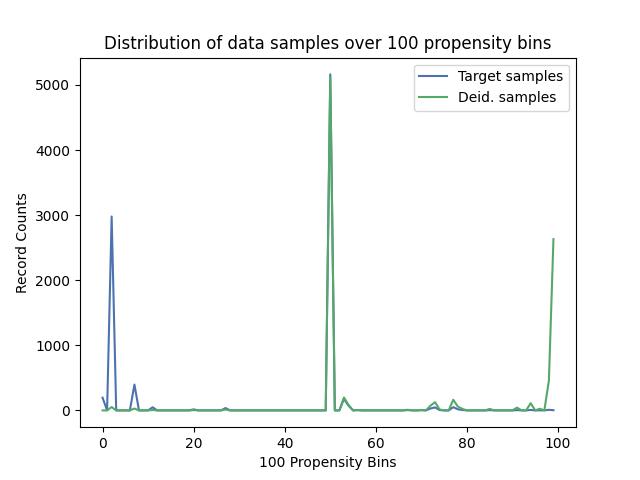 Distribution of data samples over 100 propensity bins
Target samples
Deid. samples
5000
4000
3000
2000
1000
0
Record Counts
0 20 40 60 80 100
100 Propensity Bins